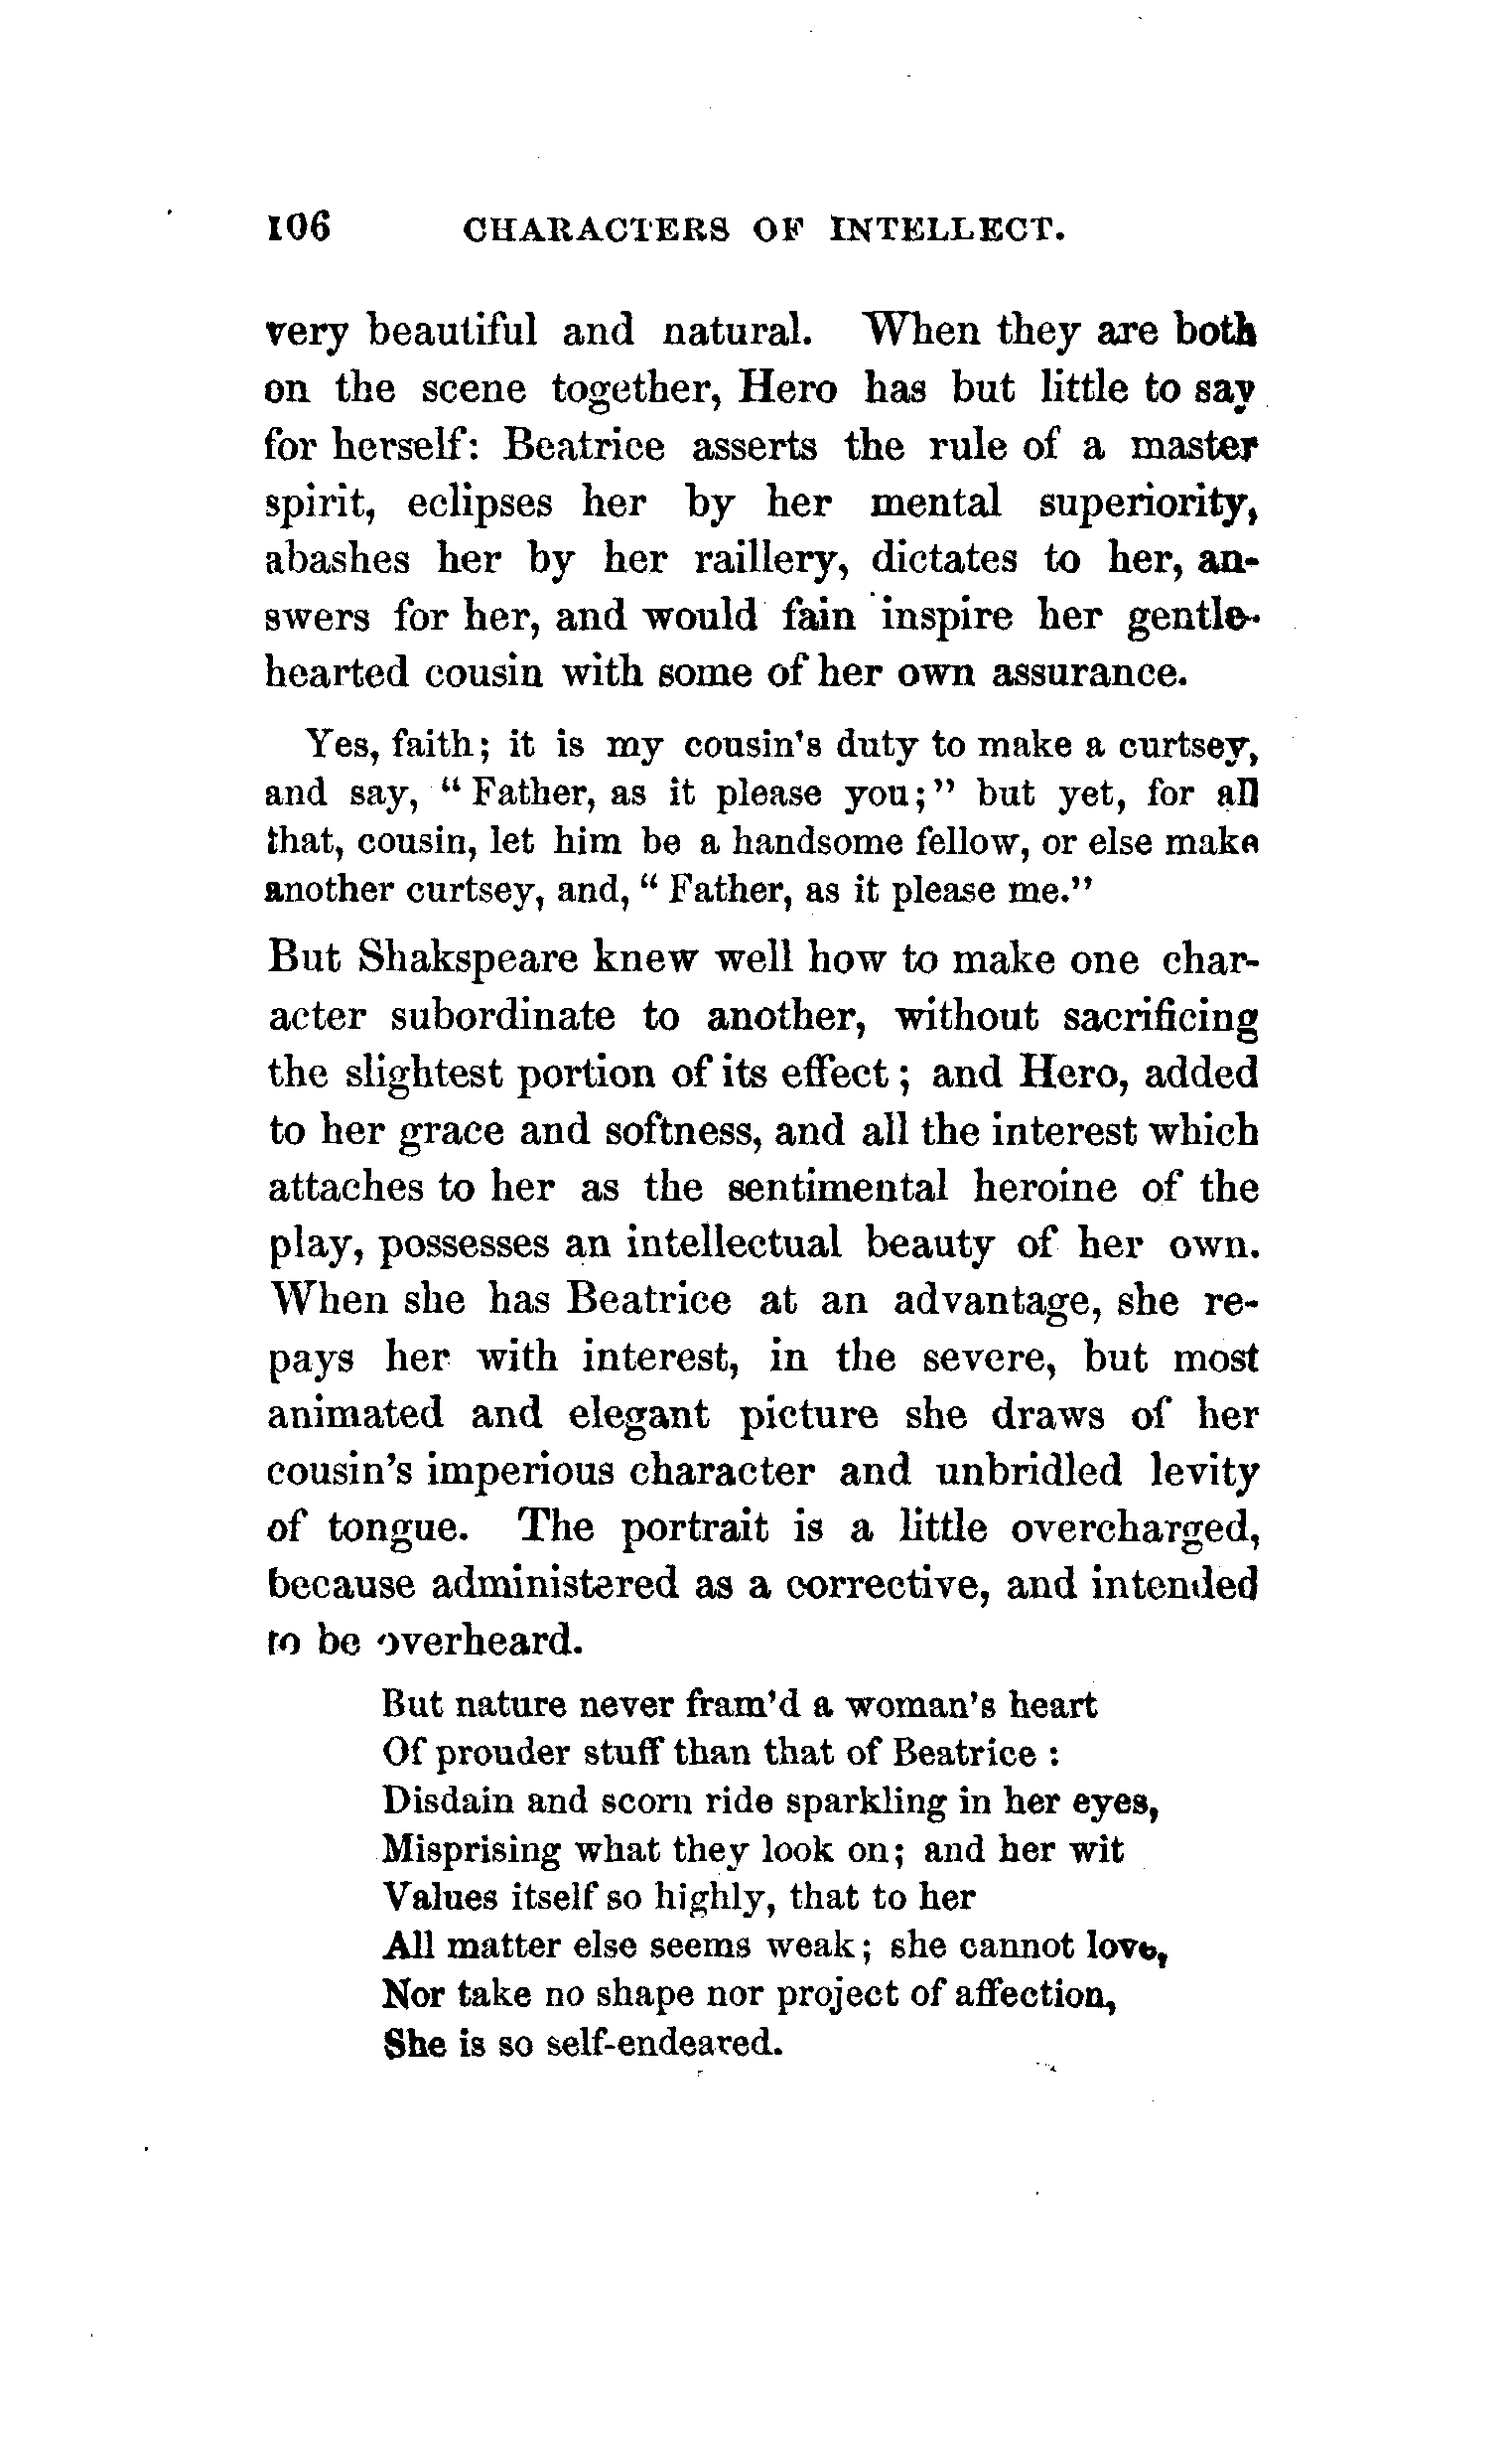 106 CHARACTERS OF INTELLECT.
very beautiful and natural. When they are both
on the scene together, Hero has but little to say
for herself: Beatrice asserts the rule of a master
spirit, eclipses her by her mental superiority,
abashes her by her raillery, dictates to her, an-
swers for her, and would fain inspire her gentle-
hearted cousin with some of her own assurance.
Yes, faith; it is my cousin's duty to make a curtsey,
and say, "Father, as it please you;" but yet, for all
that, cousin, let him be a handsome fellow, or else make
another curtsey, and, "Father, as it please me."
But Shakspeare knew well how to make one char-
acter subordinate to another, without sacrificing
the slightest portion of its effect; and Hero, added
to her grace and softness, and all the interest which
attaches to her as the sentimental heroine of the
play, possesses an intellectual beauty of her own.
When she has Beatrice at an advantage, she re-
pays her with interest, in the severe, but most
animated and elegant picture she draws of her
cousin's imperious character and unbridled levity
of tongue. The portrait is a little overcharged,
because administered as a corrective, and intended
to be overheard.
But nature never fram'd a woman's heart
Of prouder stuff than that of Beatrice :
Disdain and scorn ride sparkling in her eyes,
Misprising what they look on; and her wit
Values itself so highly, that to her
All matter else seems weak; she cannot love,
Nor take no shape nor project of affection,
She is so self-endeared.